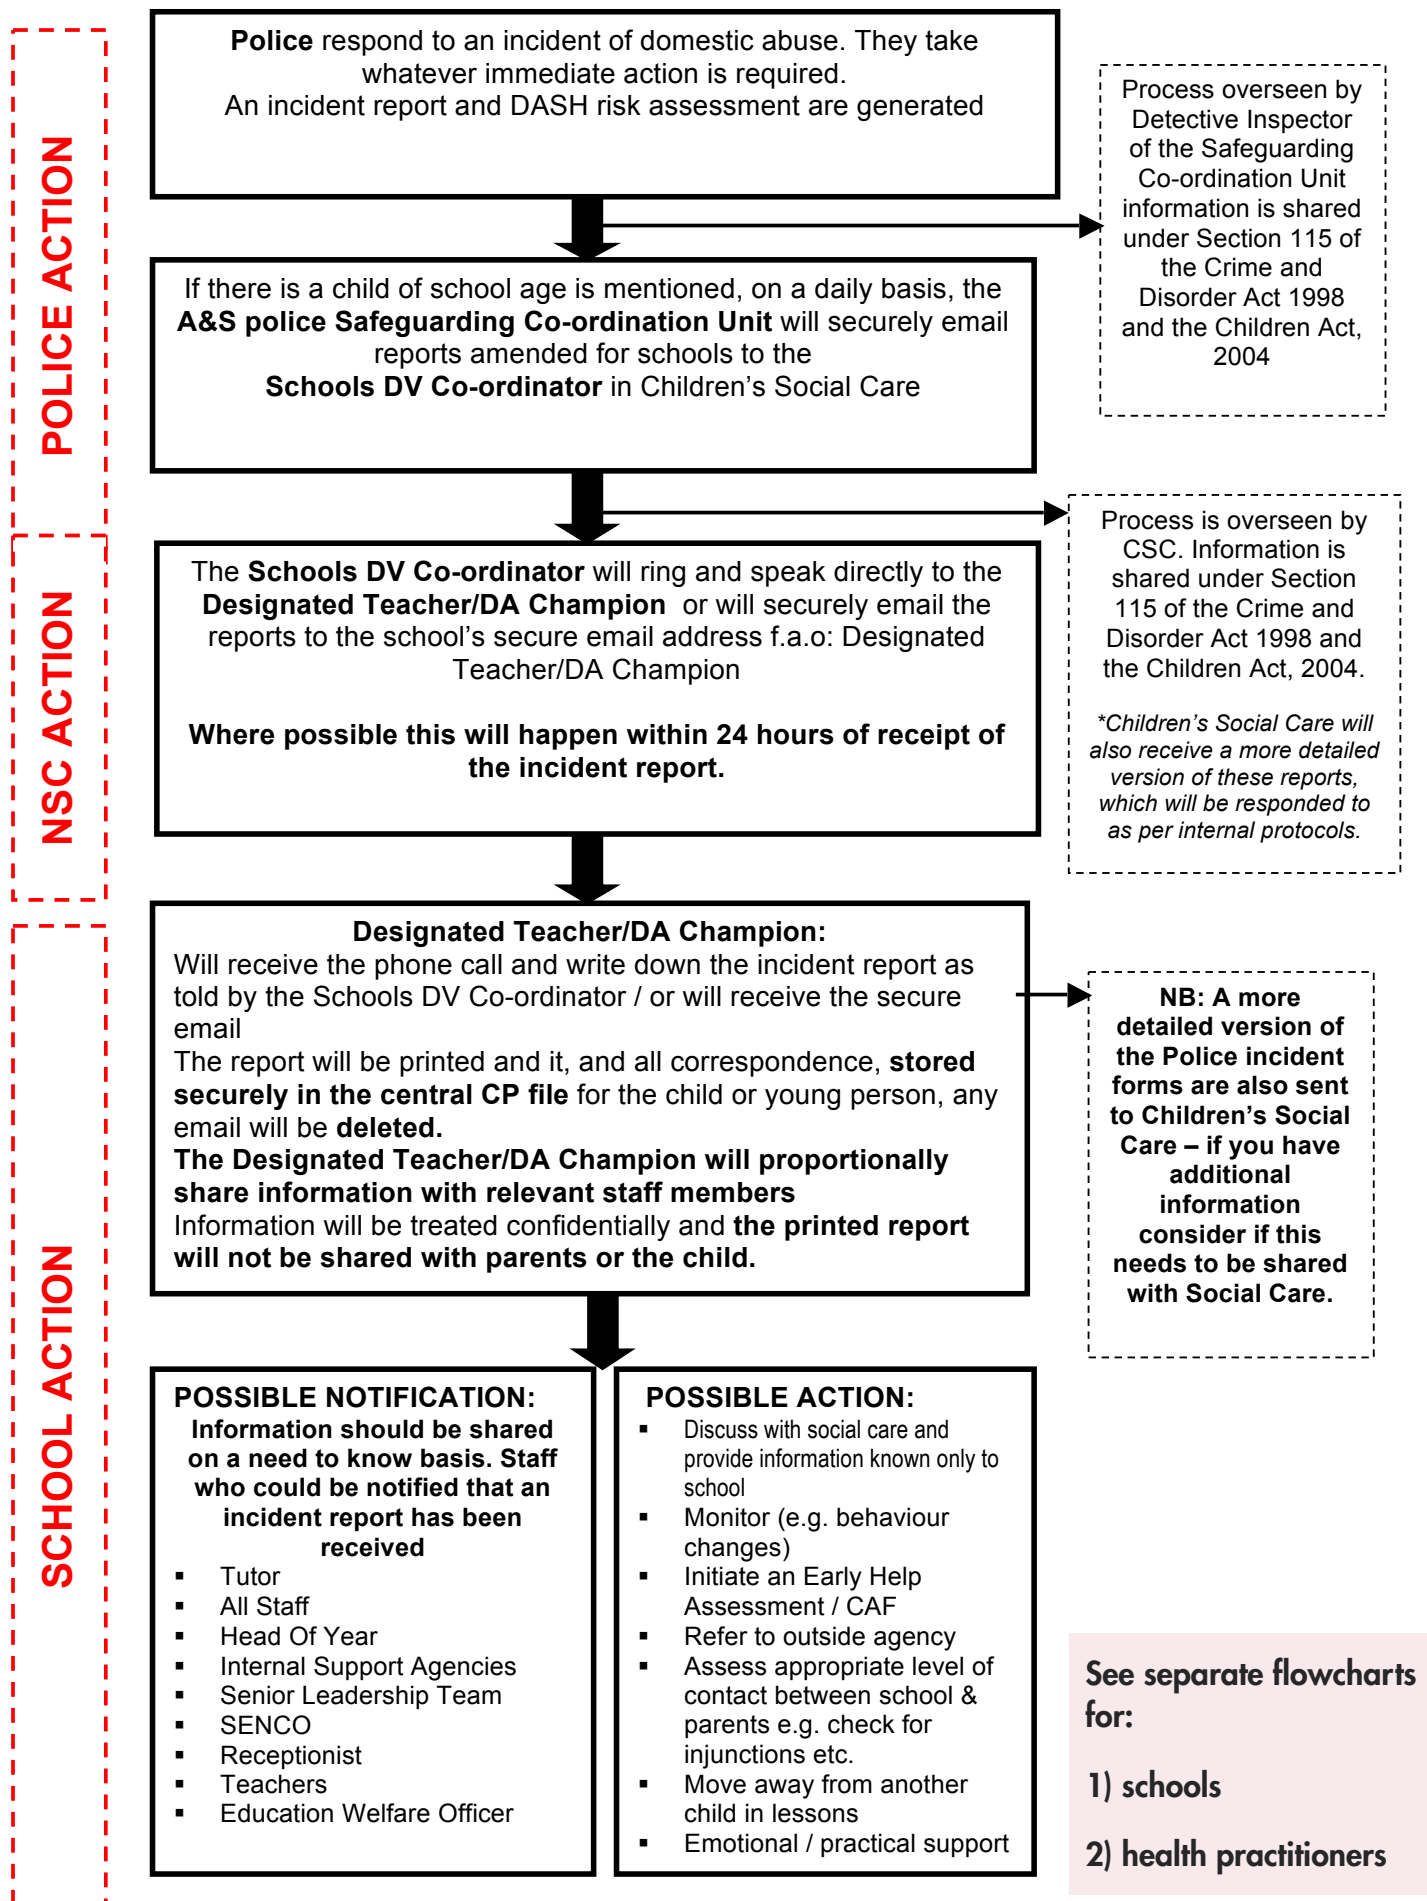 POLICE ACTION
Police respond to an incident of domestic abuse. They take
whatever immediate action is required.
An incident report and DASH risk assessment are generated
Process overseen by
Detective Inspector
of the Safeguarding
Co-ordination Unit
information is shared
under Section 115 of
the Crime and
Disorder Act 1998
and the Children Act,
2004
If there is a child of school age is mentioned, on a daily basis, the
A&S police Safeguarding Co-ordination Unit will securely email
reports amended for schools to the
Schools DV Co-ordinator in Children's Social Care
NSC ACTION
The Schools DV Co-ordinator will ring and speak directly to the
Designated Teacher/DA Champion or will securely email the
reports to the school's secure email address f.a.o: Designated
Teacher/DA Champion
Where possible this will happen within 24 hours of receipt of
the incident report.
Process is overseen by
CSC. Information is
shared under Section
115 of the Crime and
Disorder Act 1998 and
the Children Act, 2004.
*Children's Social Care will
also receive a more detailed
version of these reports,
which will be responded to
as per internal protocols.
SCHOOL ACTION
Designated Teacher/DA Champion:
Will receive the phone call and write down the incident report as
told by the Schools DV Co-ordinator / or will receive the secure
email
The report will be printed and it, and all correspondence, stored
securely in the central CP file for the child or young person, any
email will be deleted.
The Designated Teacher/DA Champion will proportionally
share information with relevant staff members
Information will be treated confidentially and the printed report
will not be shared with parents or the child.
NB: A more
detailed version of
the Police incident
forms are also sent
to Children's Social
Care – if you have
additional
information
consider if this
needs to be shared
with Social Care.
POSSIBLE NOTIFICATION:
Information should be shared
on a need to know basis. Staff
who could be notified that an
incident report has been
received
▪ Tutor
▪ All Staff
▪ Head Of Year
▪ Internal Support Agencies
▪ Senior Leadership Team
▪ SENCO
▪ Receptionist
▪ Teachers
▪ Education Welfare Officer
POSSIBLE ACTION:
▪ Discuss with social care and
provide information known only to
school
▪ Monitor (e.g. behaviour
changes)
▪ Initiate an Early Help
Assessment / CAF
▪ Refer to outside agency
▪ Assess appropriate level of
contact between school &
parents e.g. check for
injunctions etc.
▪ Move away from another
child in lessons
▪ Emotional / practical support
See separate flowcharts
for:
1) schools
2) health practitioners